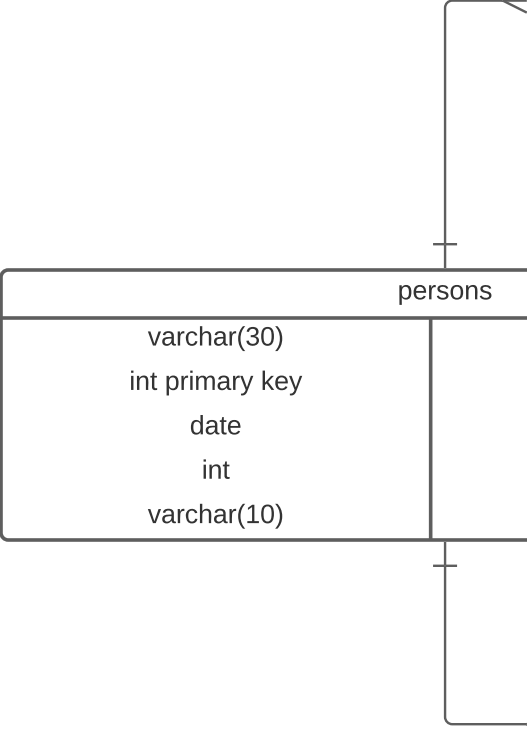 persons
varchar(30)
int primary key
date
int
varchar(10)